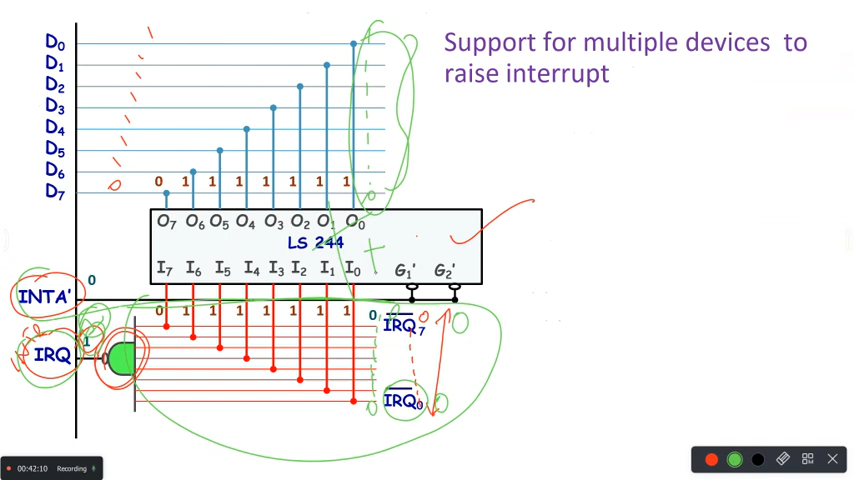 Support for multiple devices to
raise interrupt
D0
D1
D2
D3
D4
D5
D6
D7
0 1 1 1 1 1 1 1
O7 O6 O5 O4 O3 O2 O1 O0
LS 244
I7 I6 I5 I4 I3 I2 I1 I0 G1' G2'
INTA' 0
0 1 1 1 1 1 1 1 0
IRQ7
IRQ 1
IRQ0
00:42:10 Recording